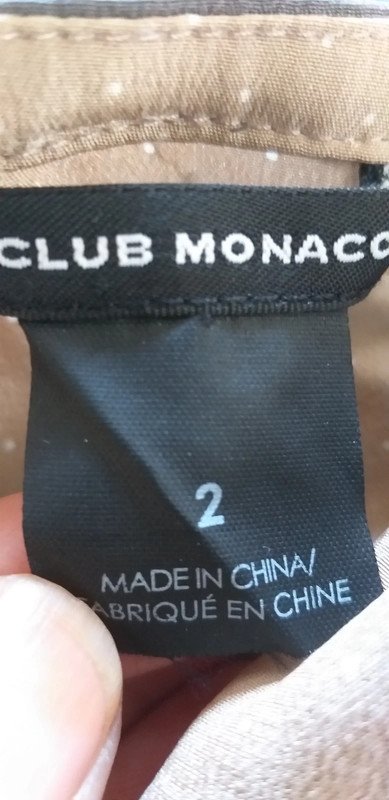 CLUB MONACO
2
MADE IN CHINA/
FABRIQUÉ EN CHINE